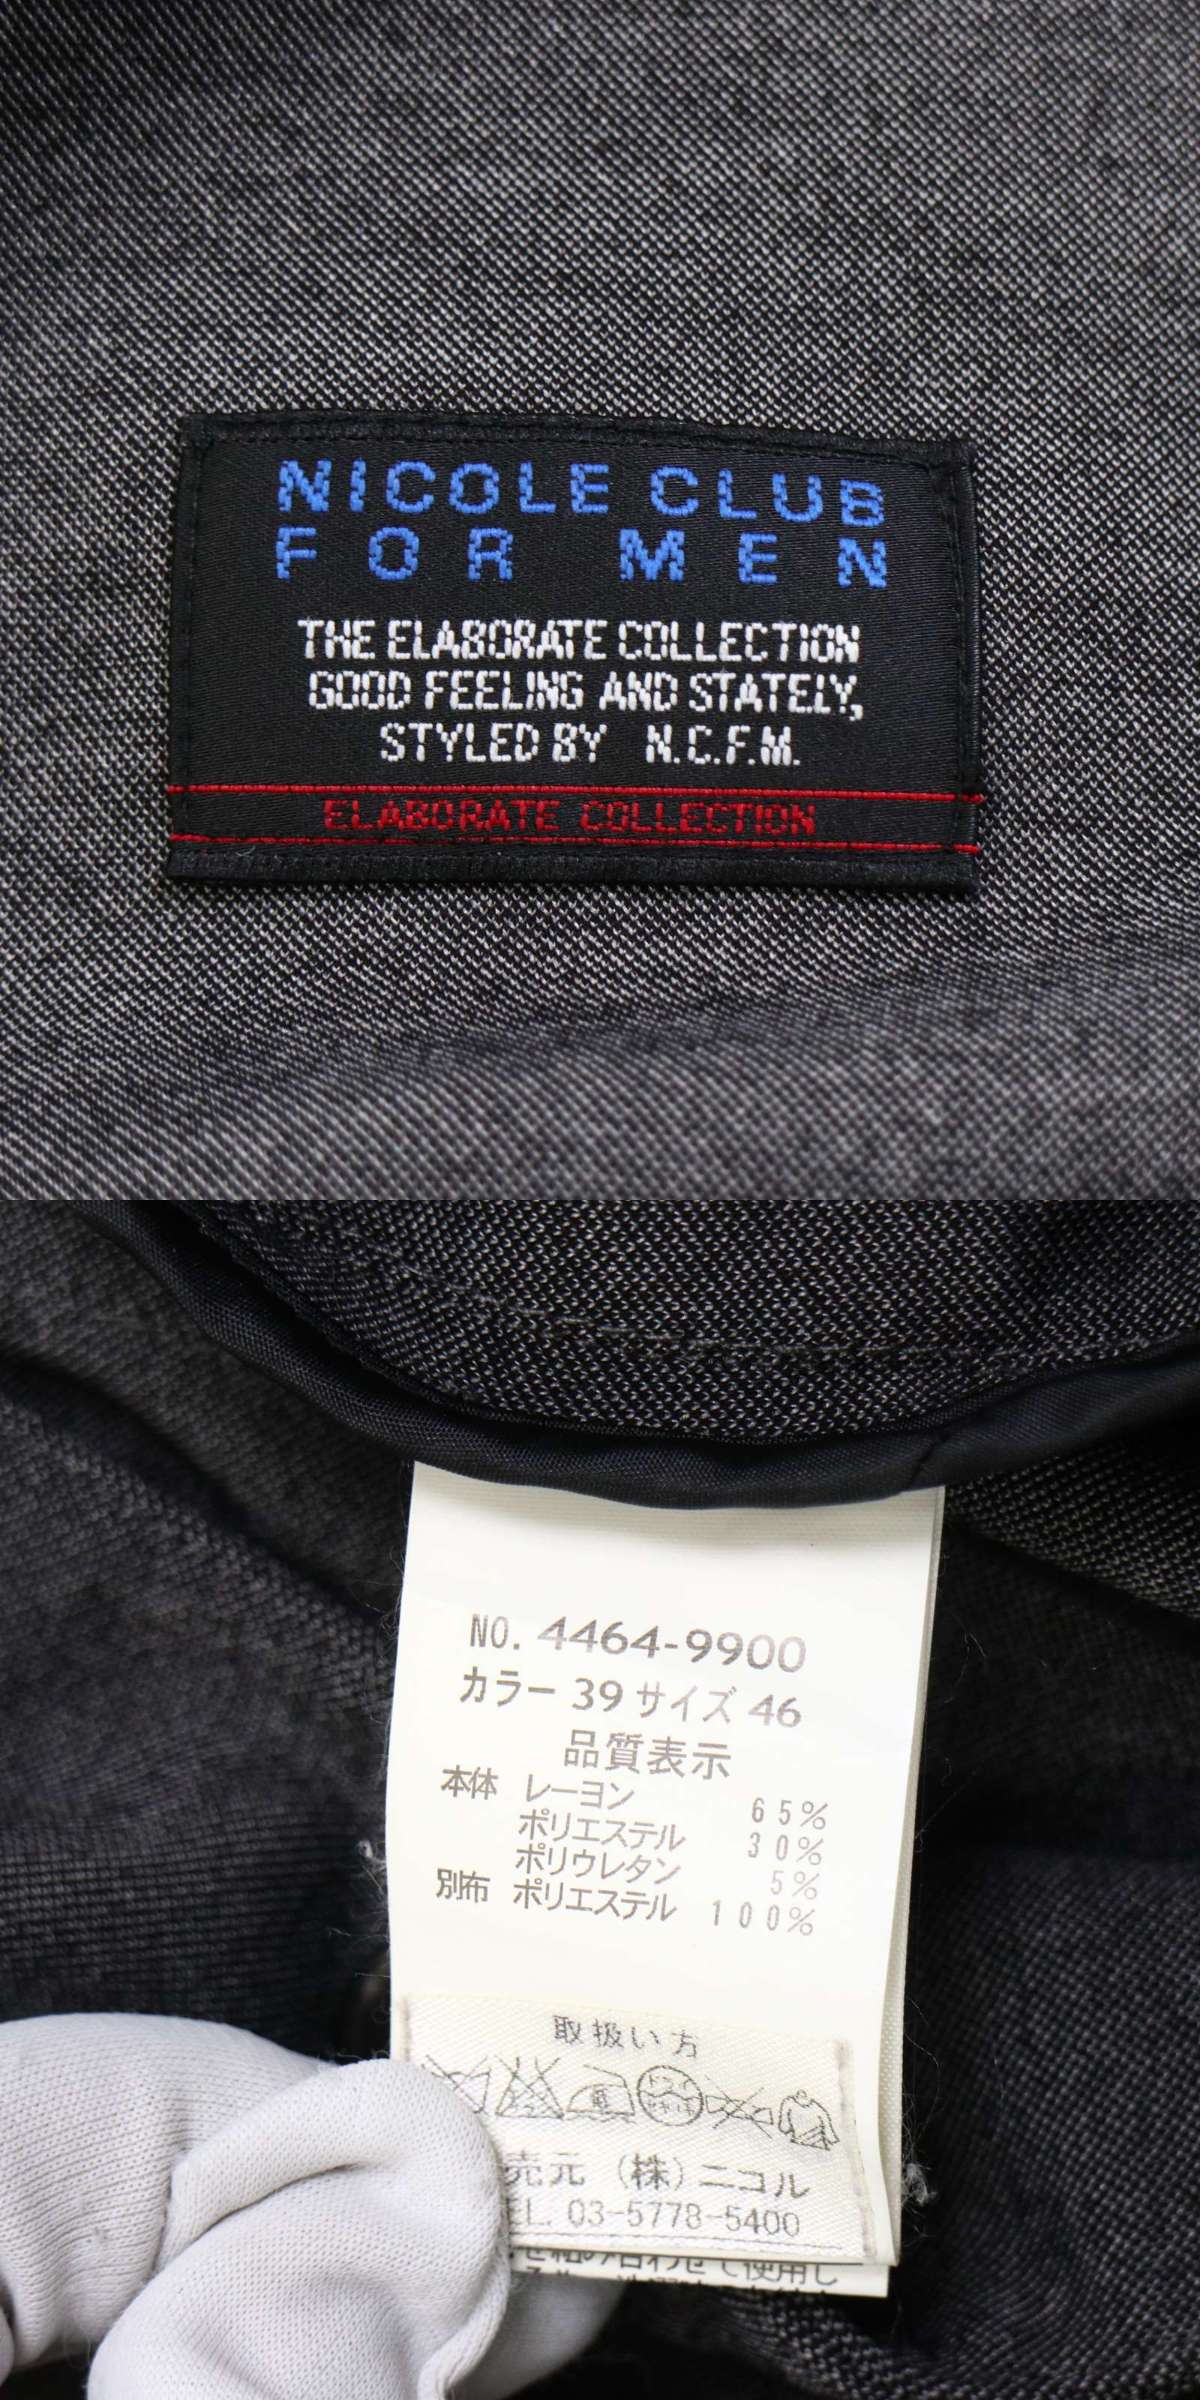 NICOLE CLUB
FOR MEN
THE ELABORATE COLLECTION
GOOD FEELING AND STATELY,
STYLED BY N.C.F.M.
ELABORATE COLLECTION
NO. 4464-9900
カラー 39 サイズ 46
品質表示
本体 レーヨン 65%
ポリエステル 30%
ポリウレタン 5%
別布 ポリエステル 100%
取扱い方
ドライ
売元 (株)ニコル
EL. 03-5778-5400